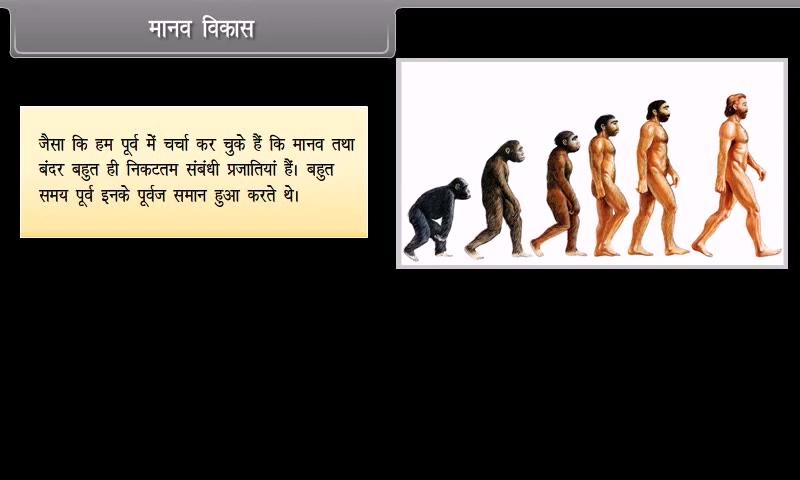 मानव विकास
जैसा कि हम पूर्व में चर्चा कर चुके हैं कि मानव तथा
बंदर बहुत ही निकटतम संबंधी प्रजातियां हैं। बहुत
समय पूर्व इनके पूर्वज समान हुआ करते थे।